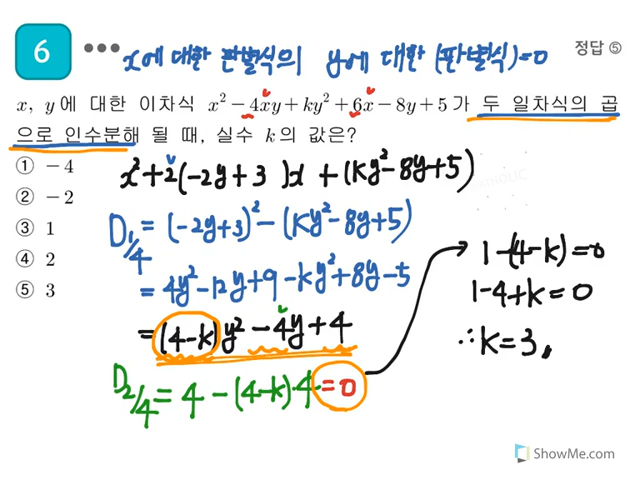 6 ••• x에 대한 판별식의 y에 대한 (판별식)=0 정답 ⑤
x, y에 대한 이차식 x² − 4xy + ky² + 6x − 8y + 5가 두 일차식의 곱
으로 인수분해 될 때, 실수 k의 값은?
① −4
② −2
③ 1
④ 2
⑤ 3
x²+2(-2y+3 )x + (ky²-8y+5)
D₁/4 = (-2y+3)² - (ky²-8y+5)
= 4y²-12y+9-ky²+8y-5
= (4-k)y² -4y+4
D₂/4 = 4 - (4-k)·4 = 0
1-(4-k)=0
1-4+k=0
∴k=3,
ShowMe.com